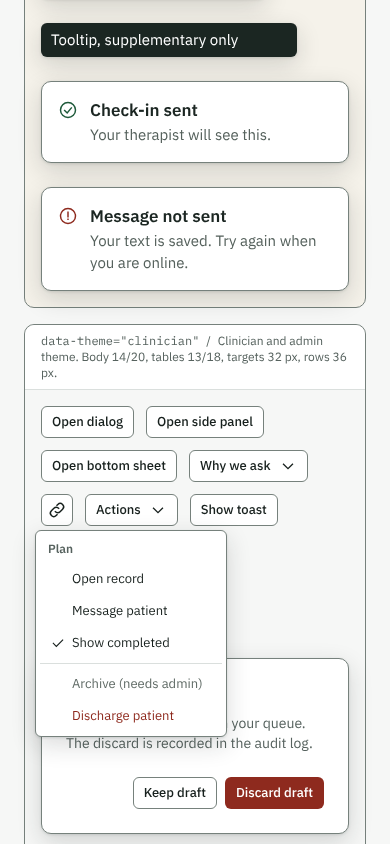 Tooltip, supplementary only
Check-in sent
Your therapist will see this.
Message not sent
Your text is saved. Try again when
you are online.
data-theme="clinician" / Clinician and admin
theme. Body 14/20, tables 13/18, targets 32 px, rows 36
px.
Open dialog
Open side panel
Open bottom sheet
Why we ask
Actions
Show toast
Plan
Open record
Message patient
Show completed
Archive (needs admin)
Discharge patient
your queue.
The discard is recorded in the audit log.
Keep draft
Discard draft